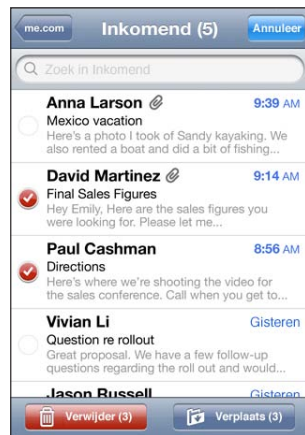 me.com
Inkomend (5)
Annuleer
Zoek in Inkomend
Anna Larson
9:39 AM
Mexico vacation
Here's a photo I took of Sandy kayaking. We
also rented a boat and did a bit of fishing...
David Martinez
9:14 AM
Final Sales Figures
Hey Emily, Here are the sales figures you
were looking for. Please let me...
Paul Cashman
8:56 AM
Directions
Here's where we're shooting the video for
the sales conference. Call when you get to...
Vivian Li
Gisteren
Question re rollout
Great proposal. We have a few follow-up
questions regarding the roll out and would...
Jason Russell
Gisteren
Verwijder (3)
Verplaats (3)